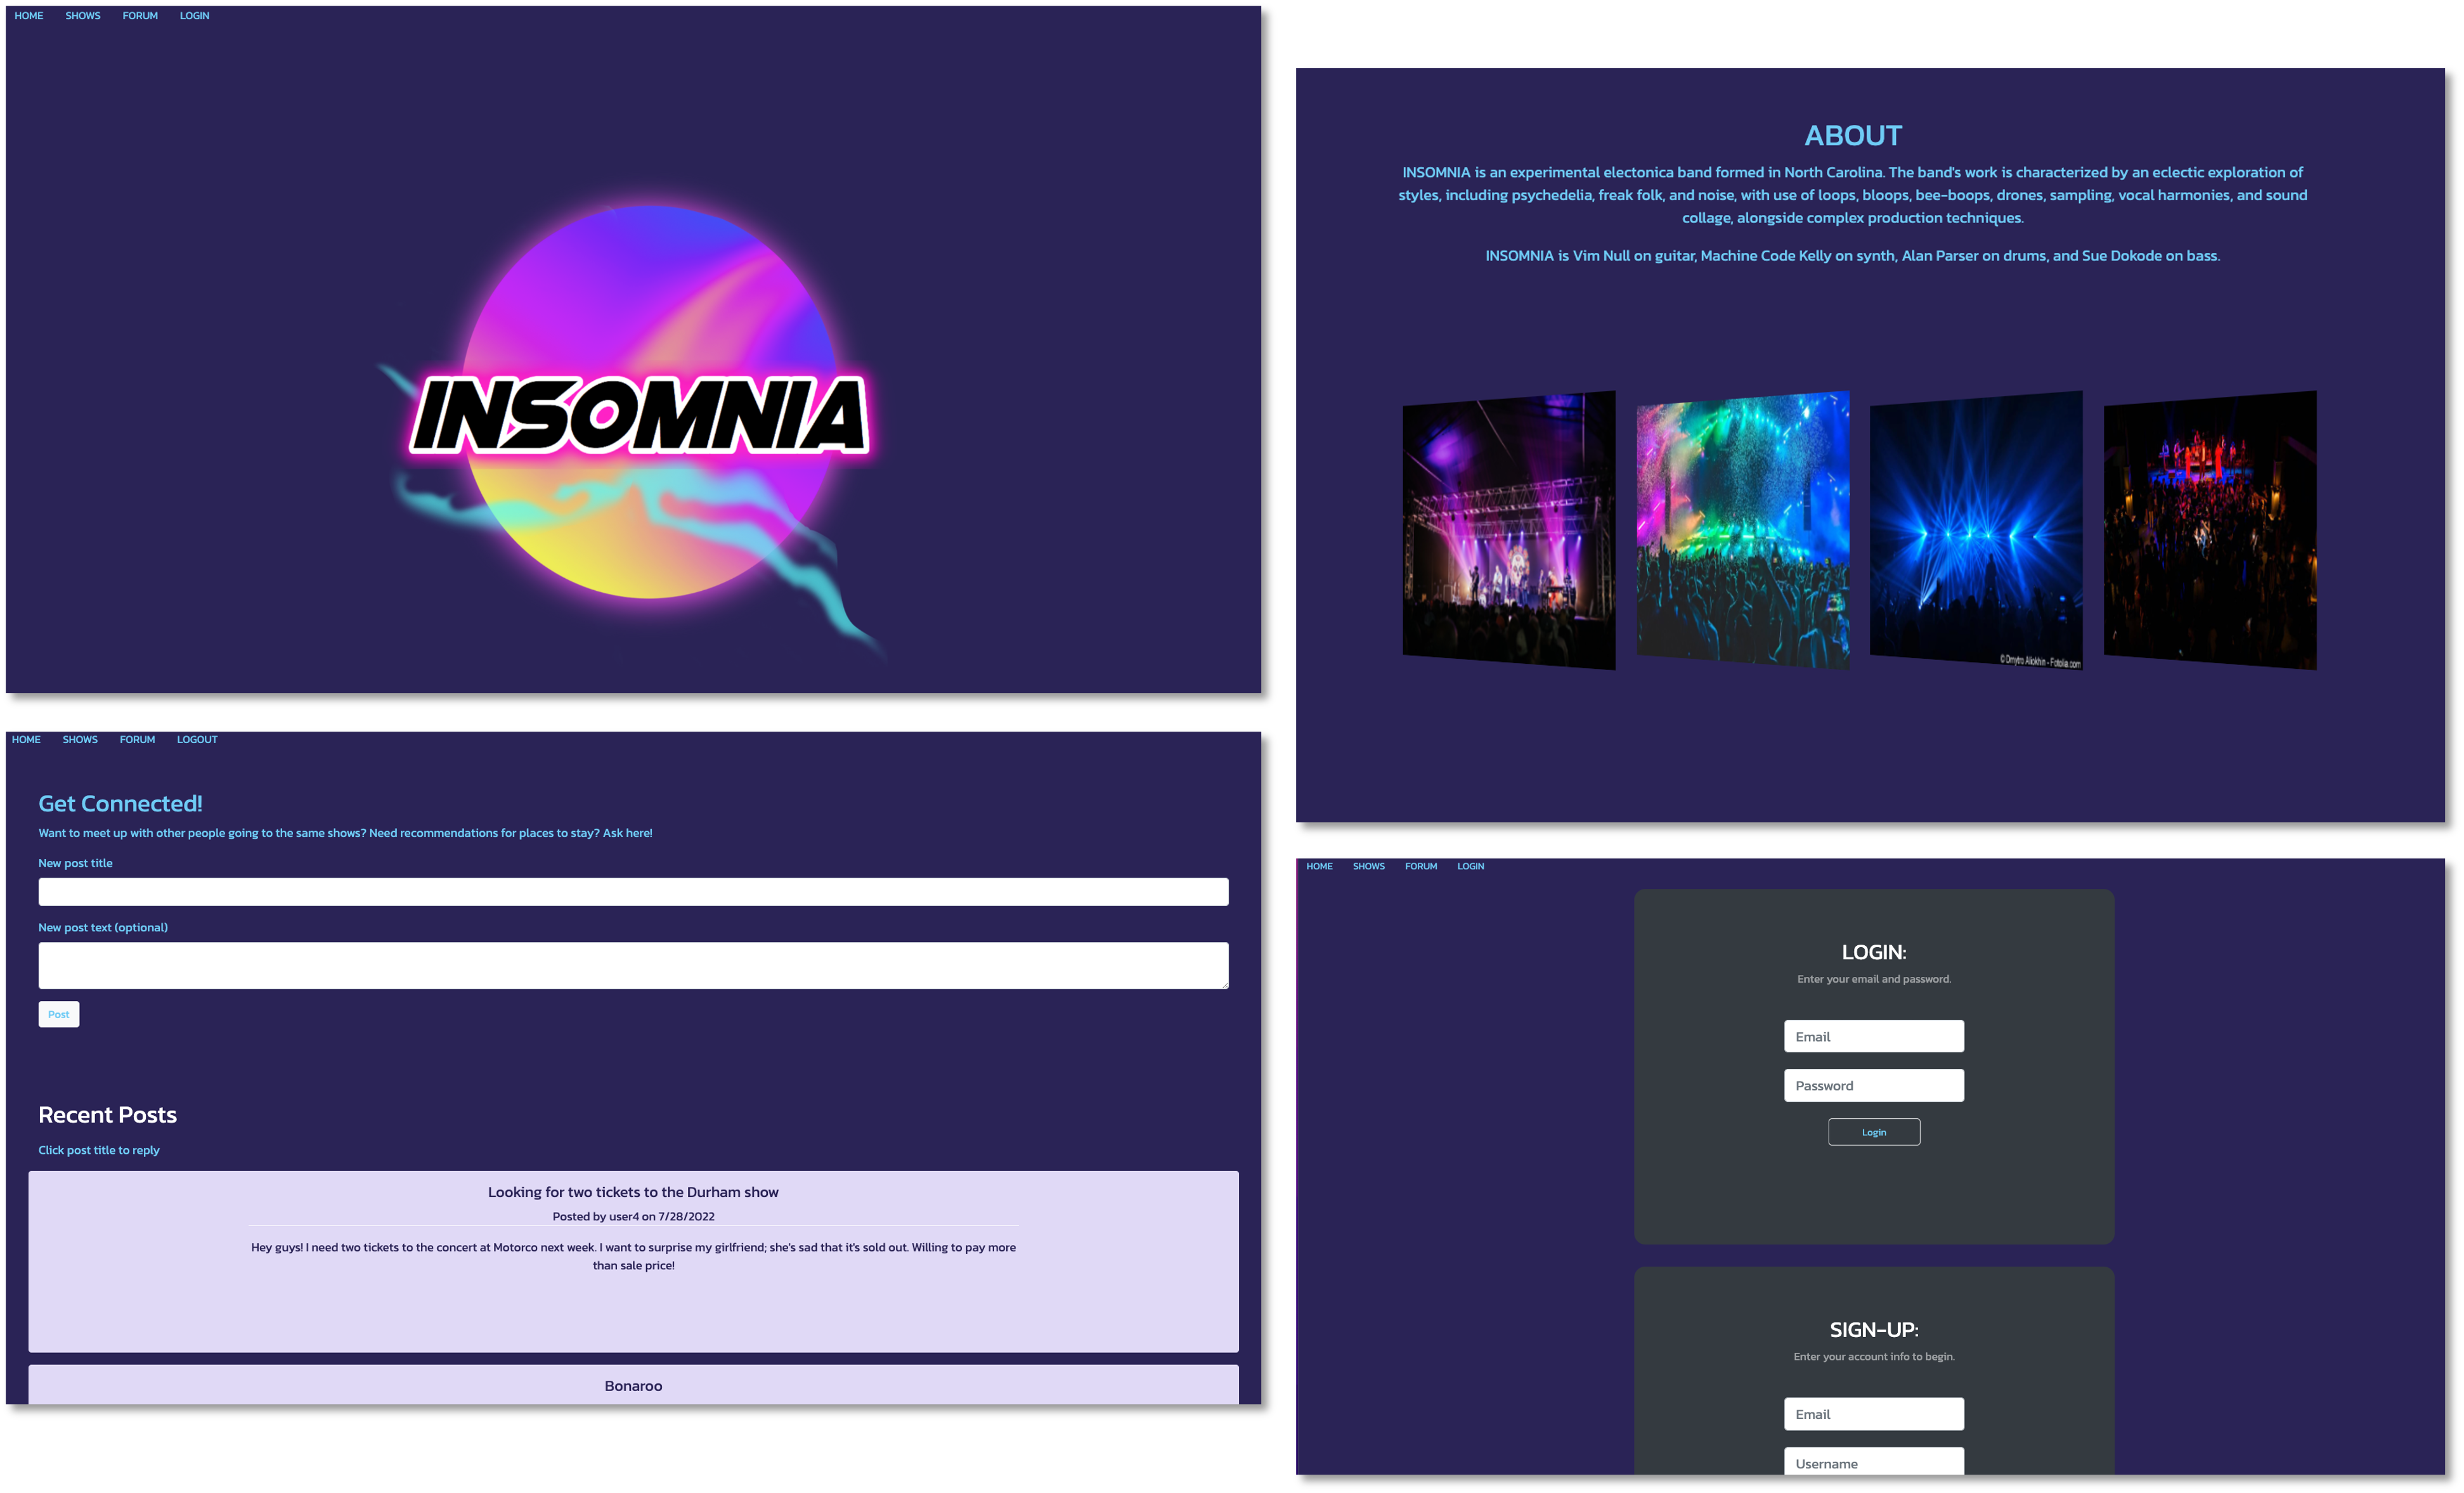 HOME SHOWS FORUM LOGIN
INSOMNIA
ABOUT
INSOMNIA is an experimental electonica band formed in North Carolina. The band's work is characterized by an eclectic exploration of
styles, including psychedelia, freak folk, and noise, with use of loops, bloops, bee-boops, drones, sampling, vocal harmonies, and sound
collage, alongside complex production techniques.
INSOMNIA is Vim Null on guitar, Machine Code Kelly on synth, Alan Parser on drums, and Sue Dokode on bass.
© Dmytro Aliokhin - Fotolia.com
HOME SHOWS FORUM LOGOUT
Get Connected!
Want to meet up with other people going to the same shows? Need recommendations for places to stay? Ask here!
New post title
New post text (optional)
Post
Recent Posts
Click post title to reply
Looking for two tickets to the Durham show
Posted by user4 on 7/28/2022
Hey guys! I need two tickets to the concert at Motorco next week. I want to surprise my girlfriend; she's sad that it's sold out. Willing to pay more
than sale price!
Bonaroo
HOME SHOWS FORUM LOGIN
LOGIN:
Enter your email and password.
Email
Password
Login
SIGN-UP:
Enter your account info to begin.
Email
Username